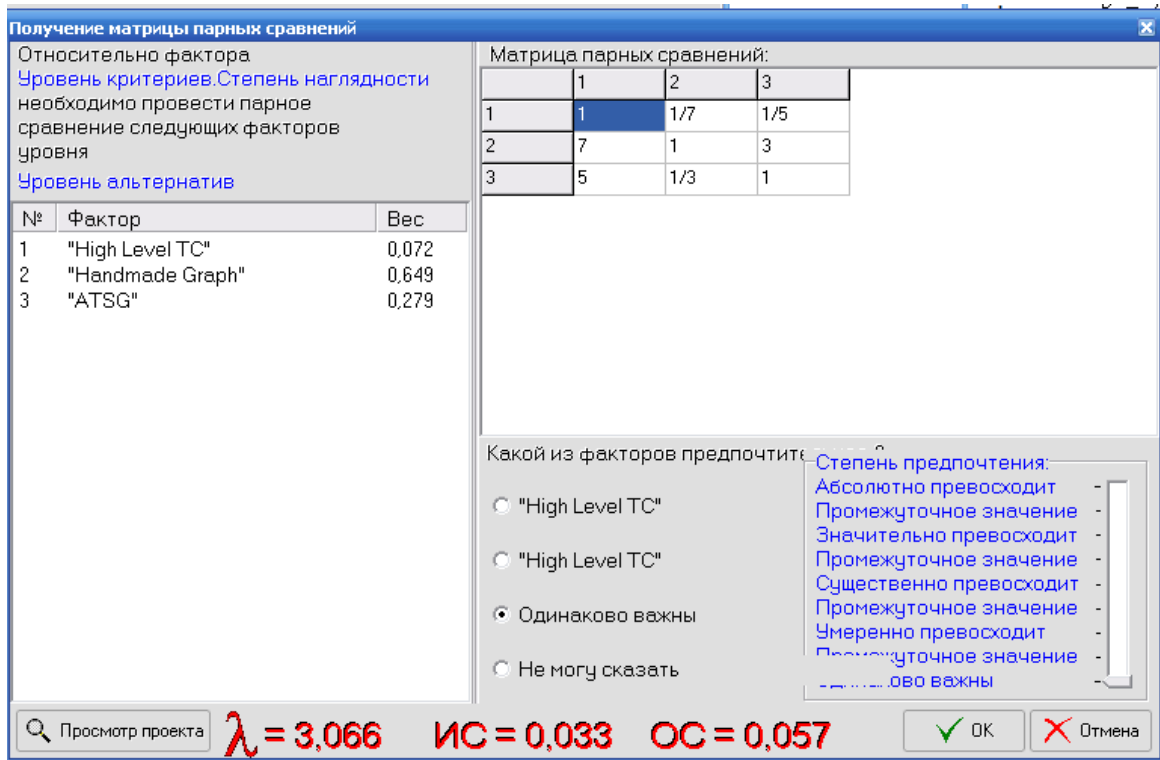 Получение матрицы парных сравнений
Относительно фактора
Уровень критериев.Степень наглядности
необходимо провести парное
сравнение следующих факторов
уровня
Уровень альтернатив
№ Фактор Вес
1 "High Level TC" 0,072
2 "Handmade Graph" 0,649
3 "ATSG" 0,279
Матрица парных сравнений:
1 2 3
1 1 1/7 1/5
2 7 1 3
3 5 1/3 1
Какой из факторов
"High Level TC"
"High Level TC"
Одинаково важны
Не могу сказать
Степень предпочтения:
Абсолютно превосходит -
Промежуточное значение -
Значительно превосходит -
Промежуточное значение -
Существенно превосходит -
Промежуточное значение -
Умеренно превосходит -
Промежуточное значение -
важны -
Просмотр проекта
λ = 3,066 ИС = 0,033 ОС = 0,057
OK
Отмена